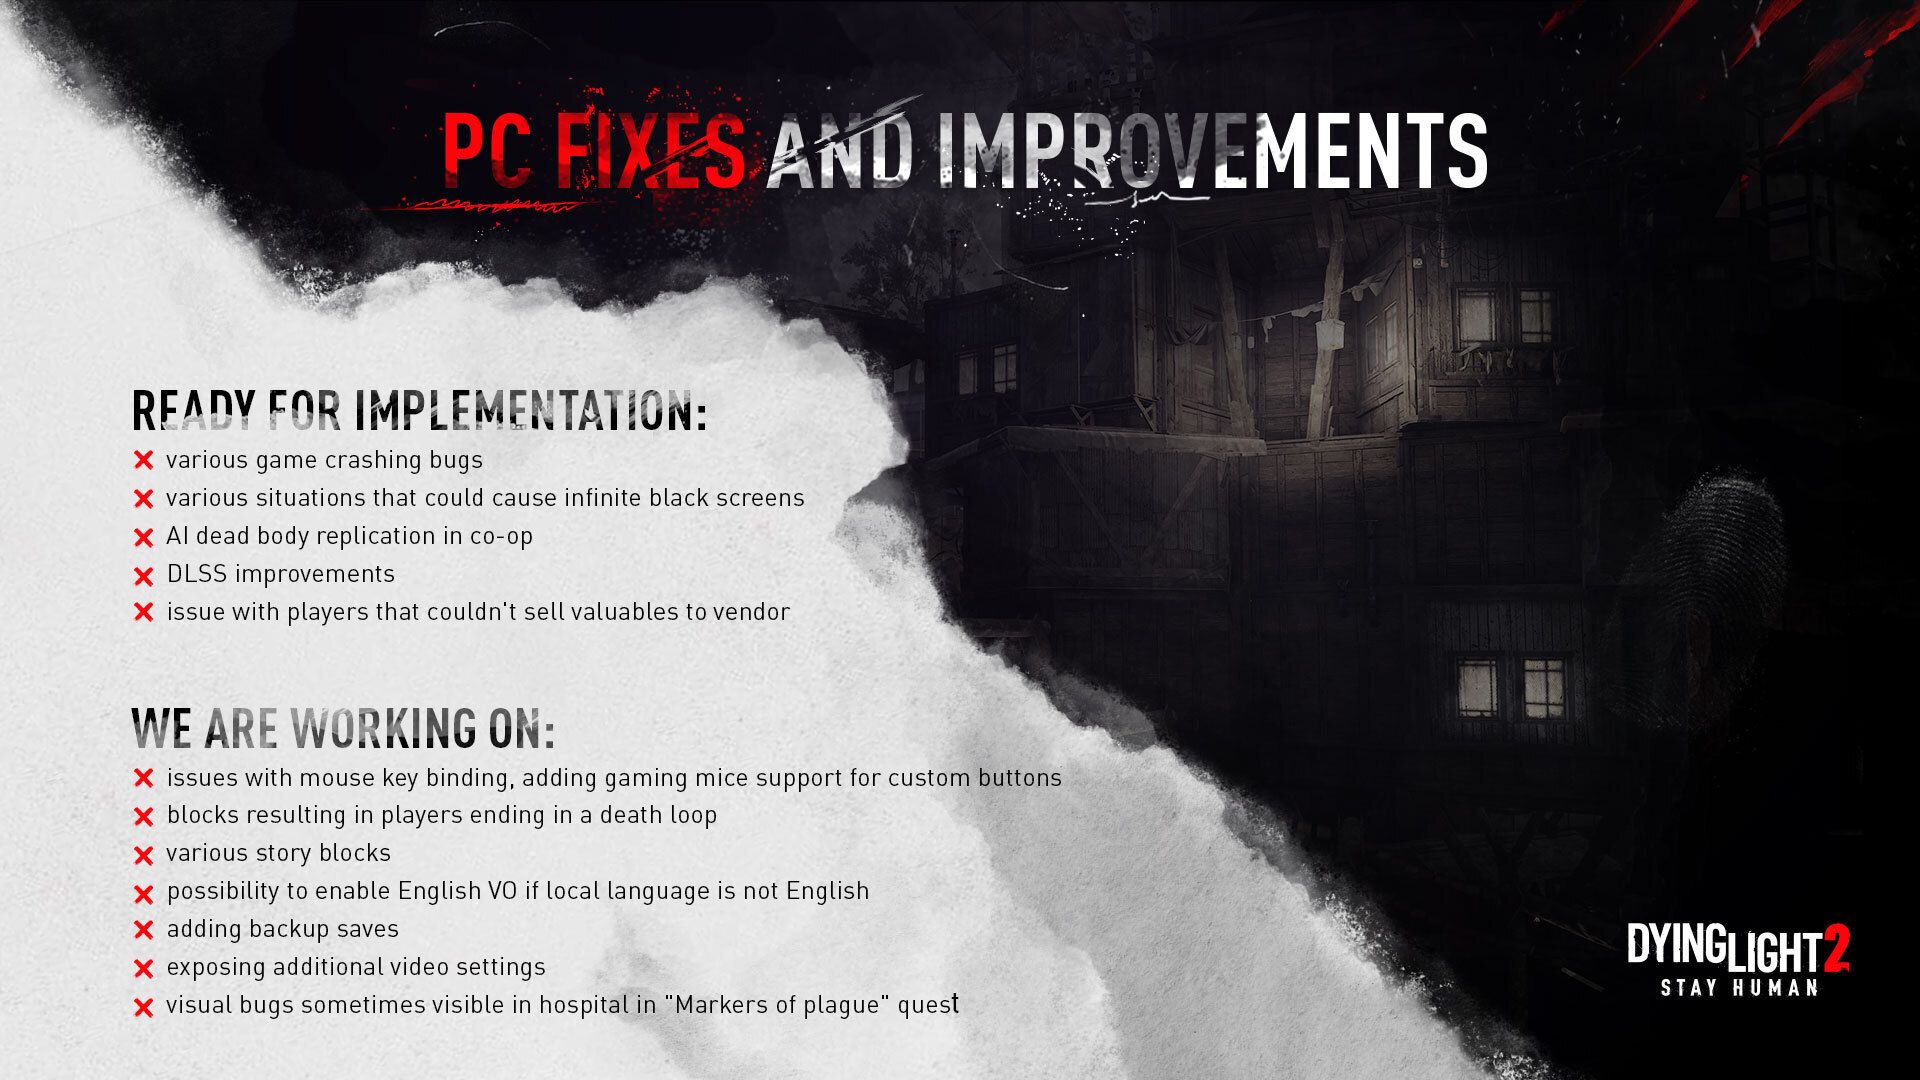 PC FIXES AND IMPROVEMENTS
READY FOR IMPLEMENTATION:
various game crashing bugs
various situations that could cause infinite black screens
AI dead body replication in co-op
DLSS improvements
issue with players that couldn't sell valuables to vendor
WE ARE WORKING ON:
issues with mouse key binding, adding gaming mice support for custom buttons
blocks resulting in players ending in a death loop
various story blocks
possibility to enable English VO if local language is not English
adding backup saves
exposing additional video settings
visual bugs sometimes visible in hospital in "Markers of plague" quest
DYING LIGHT 2
STAY HUMAN